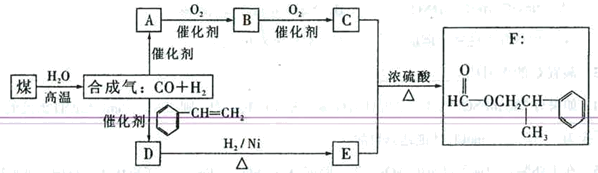 A O₂ 催化剂 B O₂ 催化剂 C
F:
催化剂
煤 H₂O 高温 合成气: CO+H₂
浓硫酸 △
O
HC—OCH₂CH—
CH₃
催化剂 —CH=CH₂
D H₂/Ni △ E